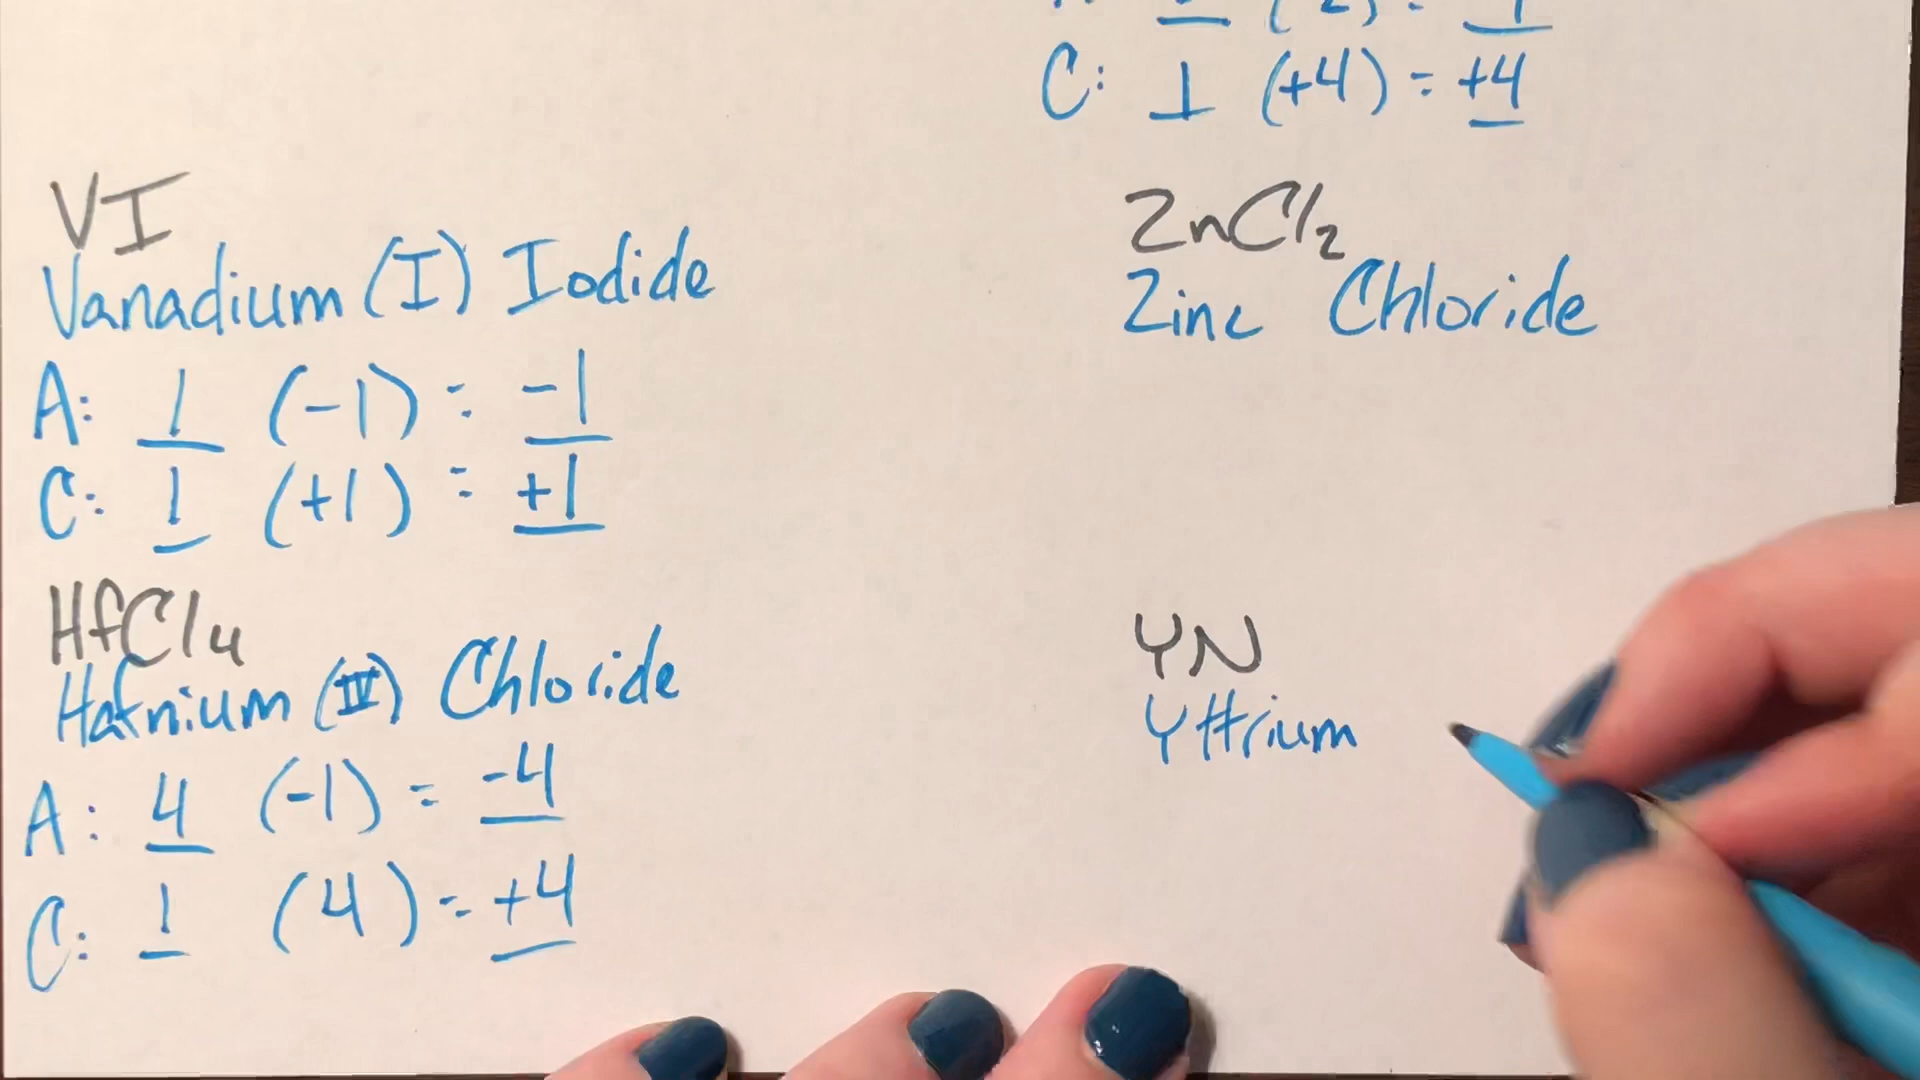 C: 1 (+4) = +4
VI
Vanadium (I) Iodide
A: 1 (-1) = -1
C: 1 (+1) = +1
HfCl4
Hafnium (IV) Chloride
A: 4 (-1) = -4
C: 1 (4) = +4
ZnCl2
Zinc Chloride
YN
Yttrium